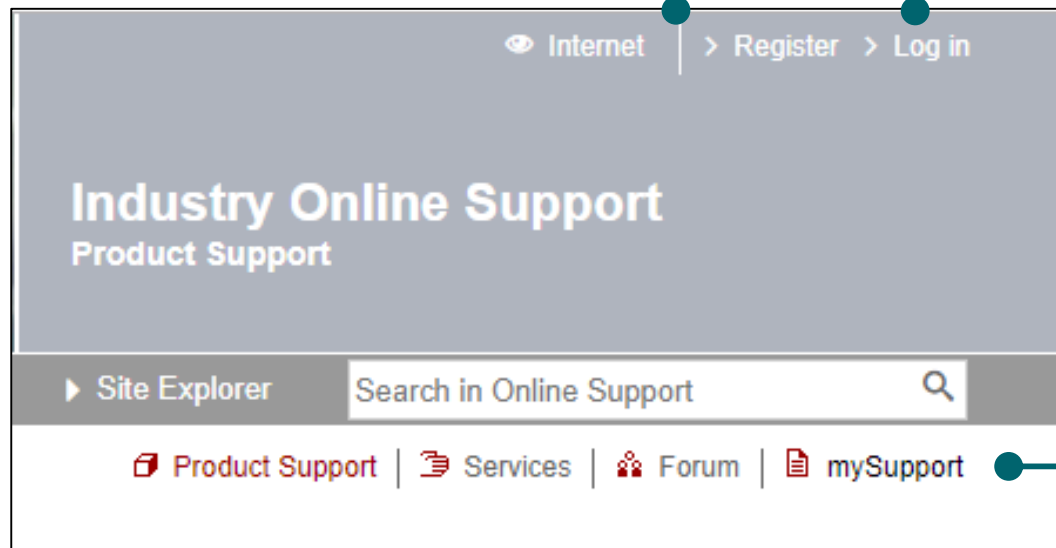 Internet > Register > Log in
Industry Online Support
Product Support
Site Explorer Search in Online Support
Product Support | Services | Forum | mySupport